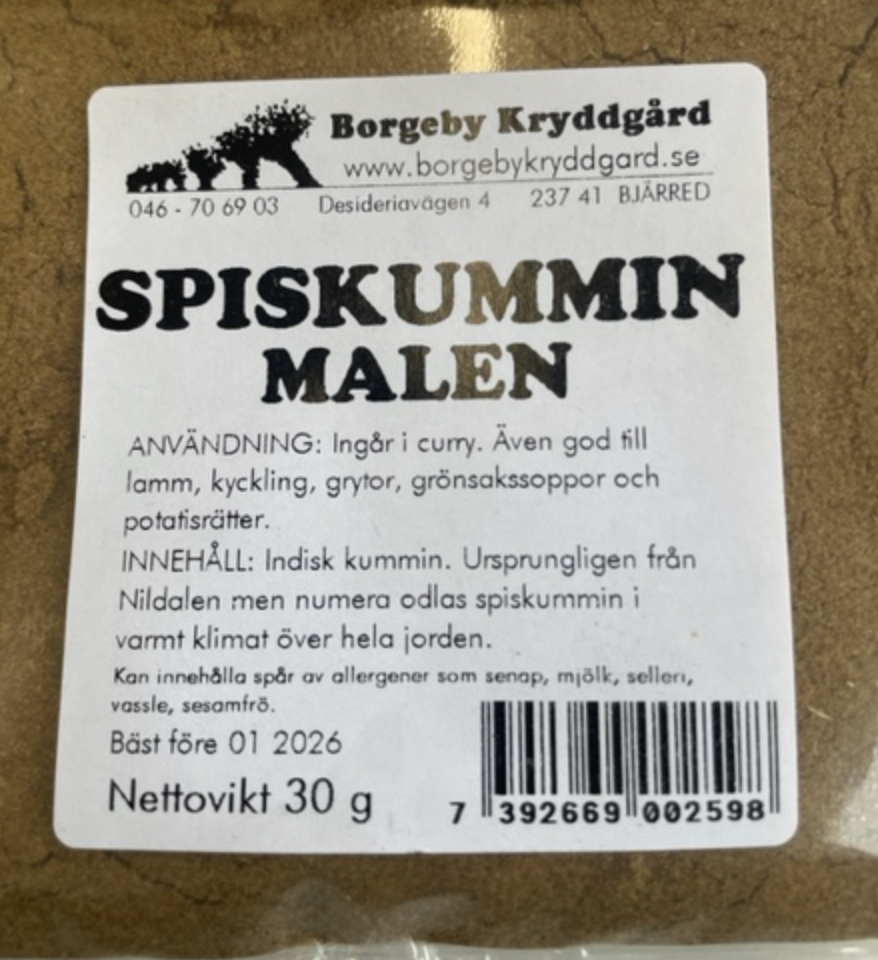 Borgeby Kryddgård
www.borgebykryddgard.se
046 - 70 69 03 Desideriavägen 4 237 41 BJÄRRED
SPISKUMMIN
MALEN
ANVÄNDNING: Ingår i curry. Även god till
lamm, kyckling, grytor, grönsakssoppor och
potatisrätter.
INNEHÅLL: Indisk kummin. Ursprungligen från
Nildalen men numera odlas spiskummin i
varmt klimat över hela jorden.
Kan innehålla spår av allergener som senap, mjölk, selleri,
vassle, sesamfrö.
Bäst före 01 2026
Nettovikt 30 g
7 392669 002598